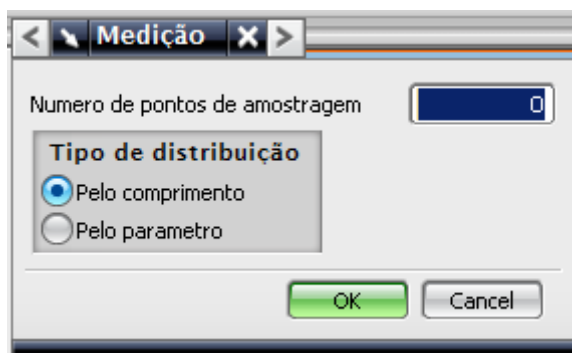 Medição
Numero de pontos de amostragem 0
Tipo de distribuição
Pelo comprimento
Pelo parametro
OK Cancel